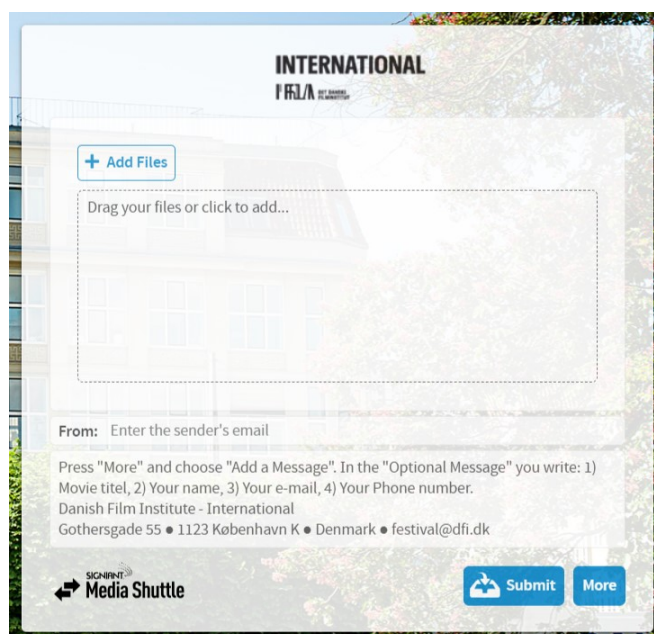 INTERNATIONAL
DET DANSKE
FILMINSTITUT
+ Add Files
Drag your files or click to add...
From: Enter the sender's email
Press "More" and choose "Add a Message". In the "Optional Message" you write: 1)
Movie titel, 2) Your name, 3) Your e-mail, 4) Your Phone number.
Danish Film Institute - International
Gothersgade 55 ● 1123 København K ● Denmark ● festival@dfi.dk
SIGNIANT
Media Shuttle
Submit More